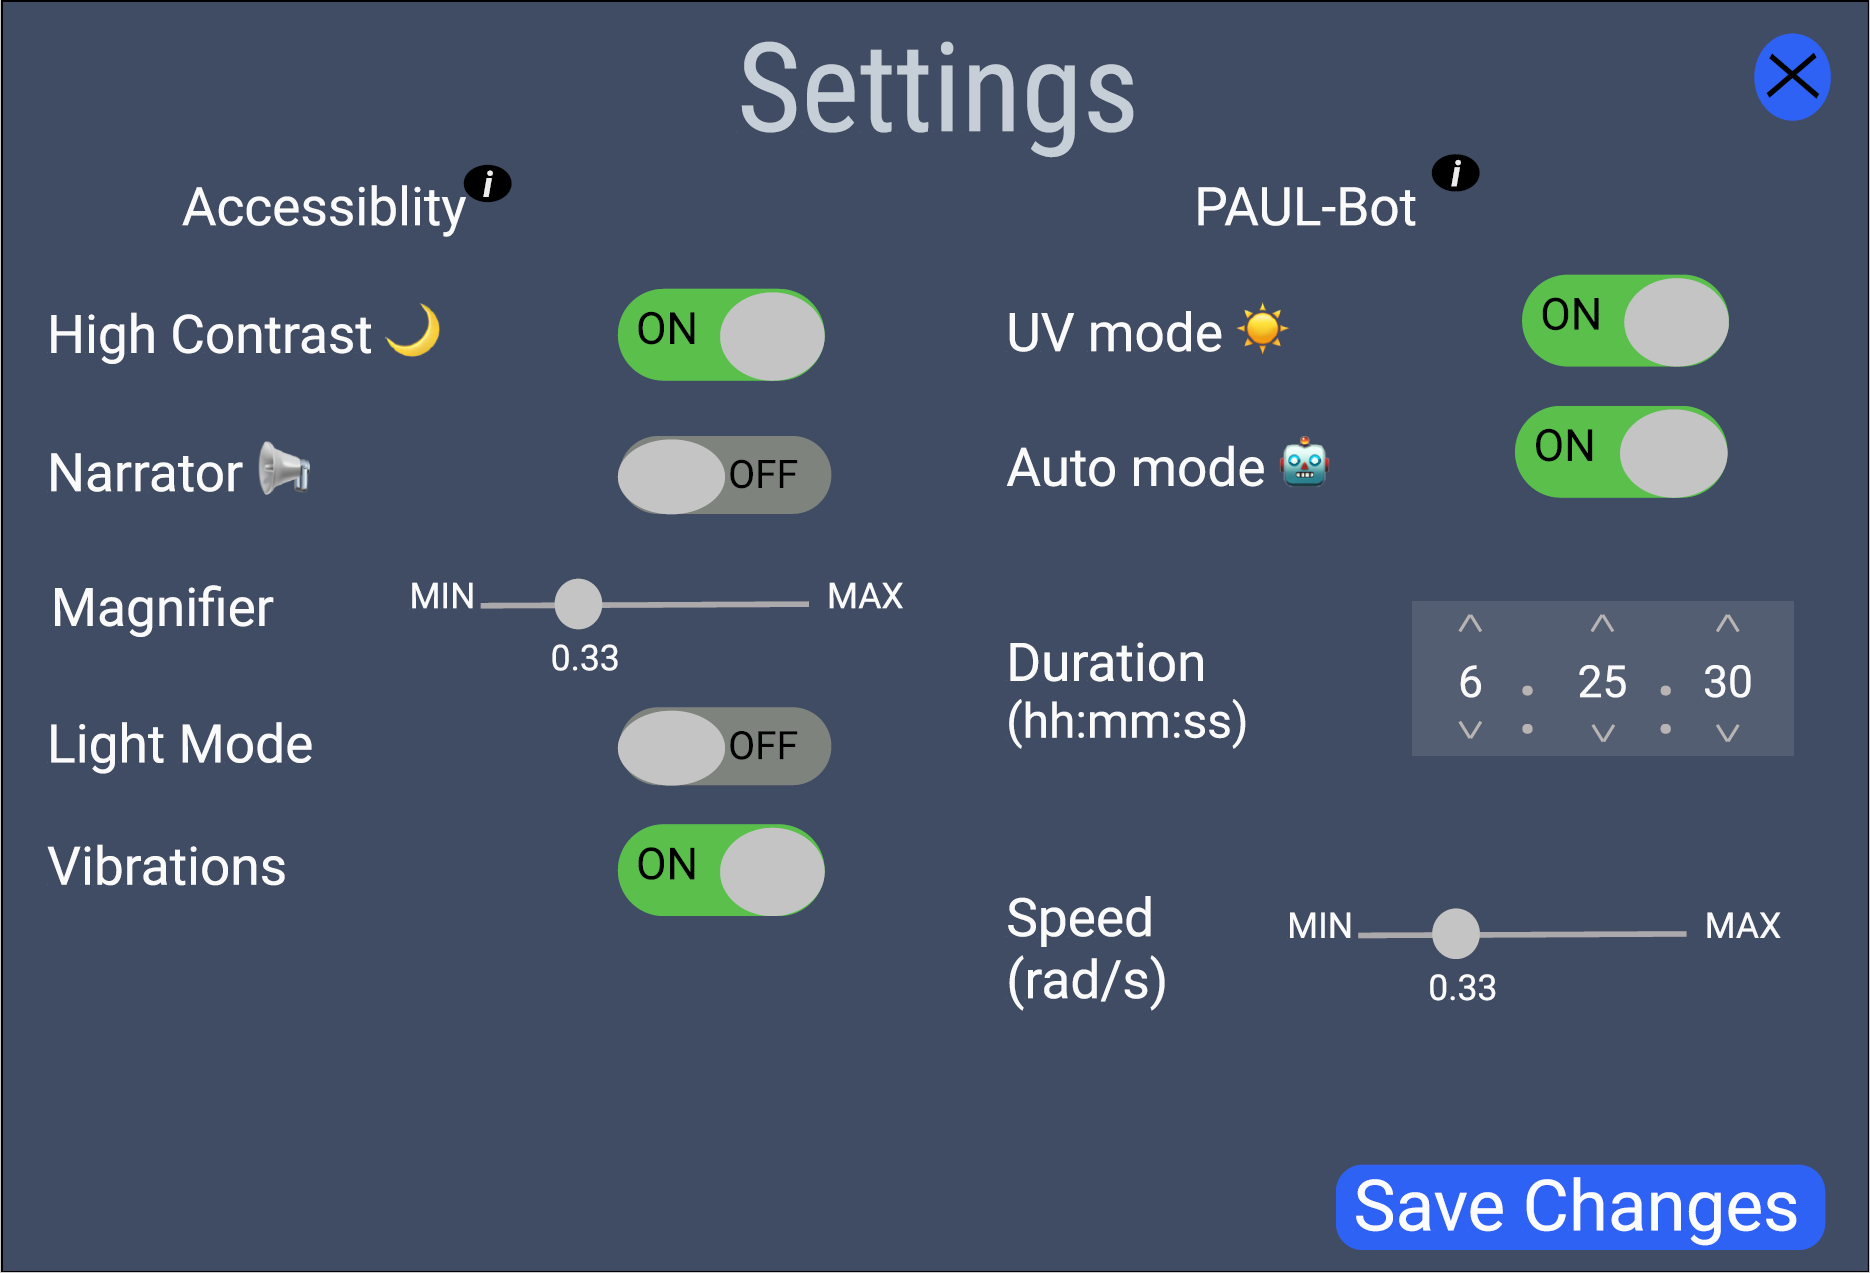 Settings
Accessiblity i
High Contrast ON
Narrator OFF
Magnifier MIN MAX
0.33
Light Mode OFF
Vibrations ON
PAUL-Bot i
UV mode ON
Auto mode ON
Duration
(hh:mm:ss)
6 : 25 : 30
Speed
(rad/s)
MIN MAX
0.33
Save Changes